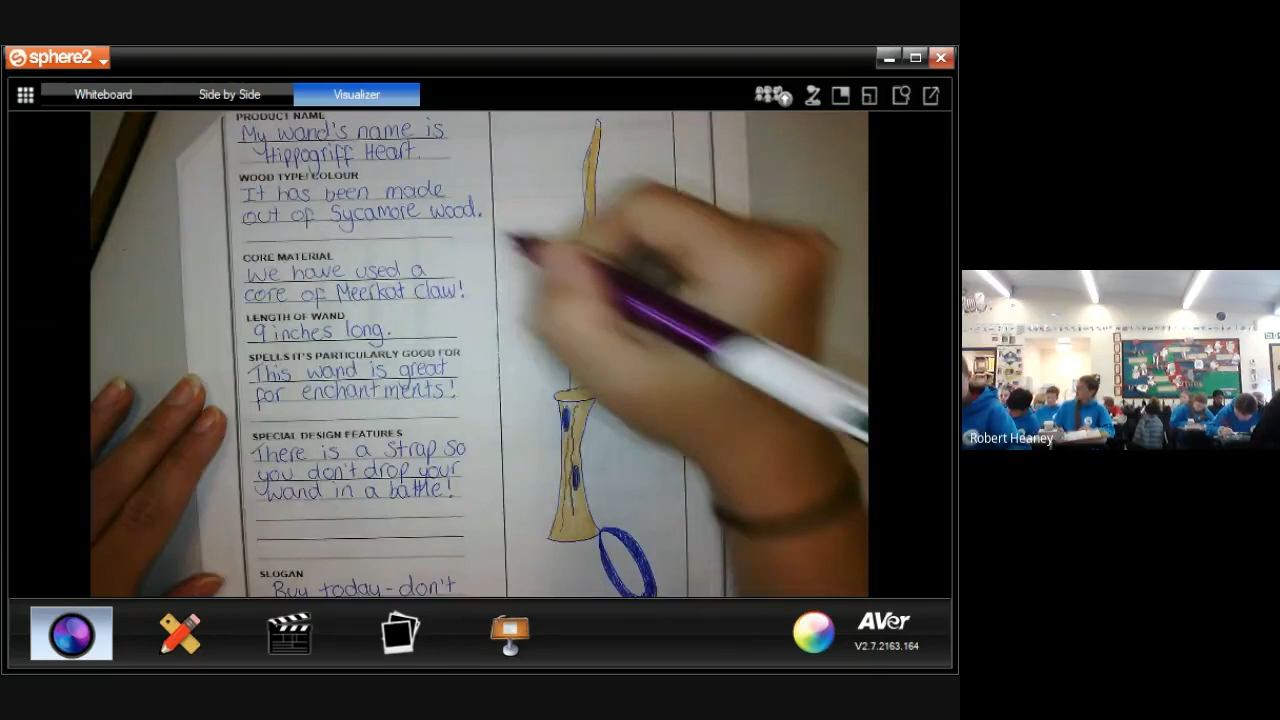 sphere2
Whiteboard
Side by Side
Visualizer
PRODUCT NAME
My wand's name is
Hippogriff Heart.
WOOD TYPE/COLOUR
It has been made
out of Sycamore wood.
CORE MATERIAL
We have used a
core of Meerkat Claw!
LENGTH OF WAND
9 inches long.
SPELLS IT'S PARTICULARLY GOOD FOR
This wand is great
for enchantments!
SPECIAL DESIGN FEATURES
There is a strap so
you don't drop your
wand in a battle!
SLOGAN
Buy today-don't
AVer
V2.7.2163.164
Robert Heaney